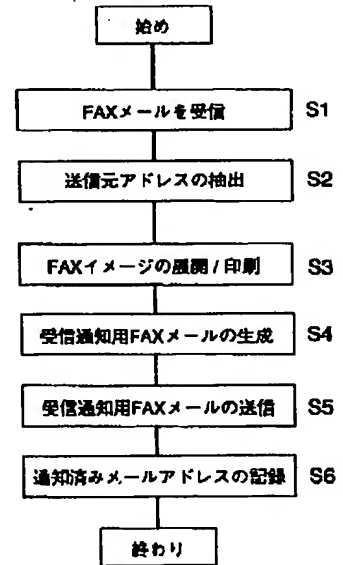 始め
FAXメールを受信 S1
送信元アドレスの抽出 S2
FAXイメージの展開 / 印刷 S3
受信通知用FAXメールの生成 S4
受信通知用FAXメールの送信 S5
通知済みメールアドレスの記録 S6
終わり